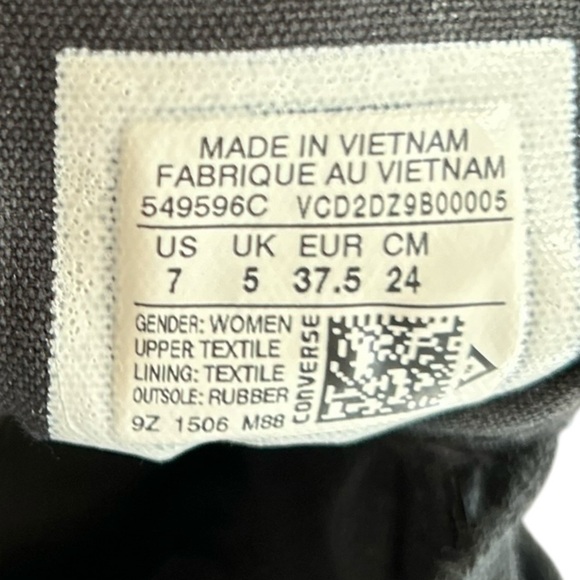 MADE IN VIETNAM
FABRIQUE AU VIETNAM
549596C VCD2DZ9B00005
US UK EUR CM
7 5 37.5 24
GENDER: WOMEN
UPPER TEXTILE
LINING: TEXTILE
OUTSOLE: RUBBER
9Z 1506 M88
CONVERSE